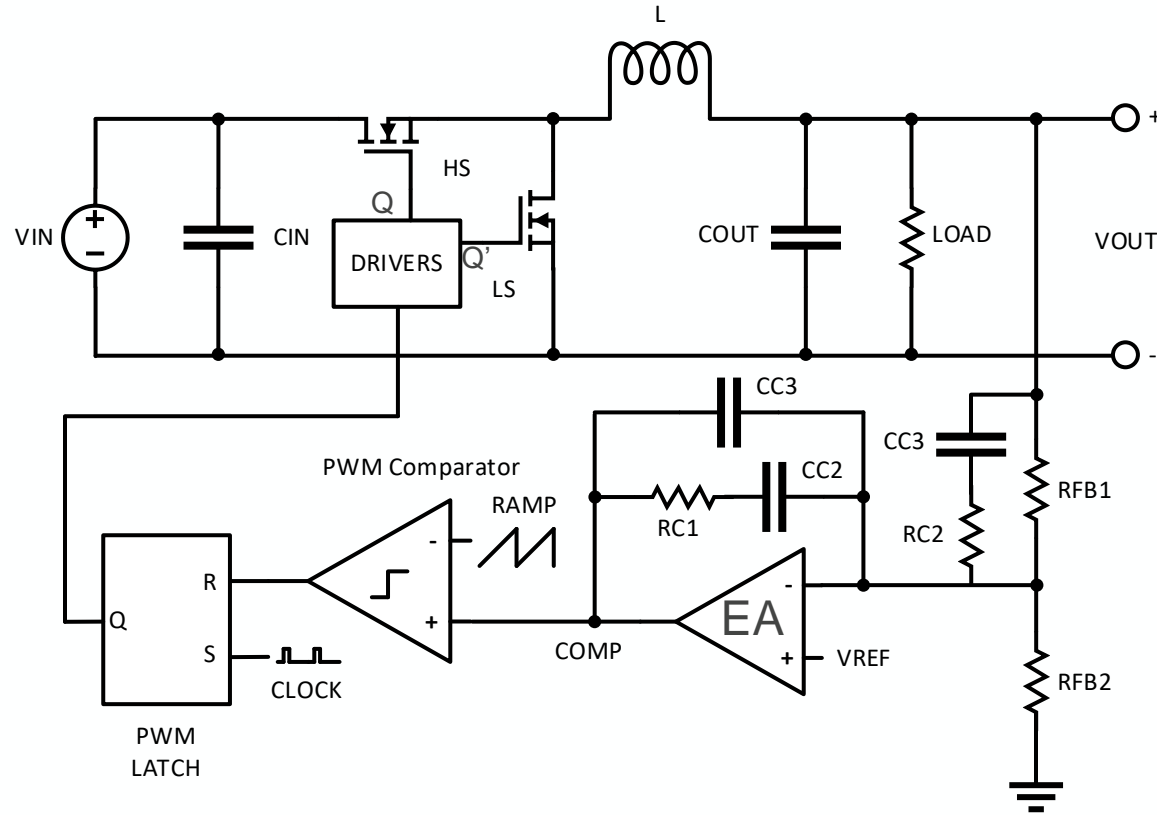 L
+
HS
Q
VIN
+
−
CIN
DRIVERS
Q’
LS
COUT
LOAD
VOUT
-
CC3
CC3
PWM Comparator
CC2
RFB1
RAMP
RC1
RC2
-
R
-
EA
Q
+
COMP
+
VREF
S
CLOCK
RFB2
PWM
LATCH